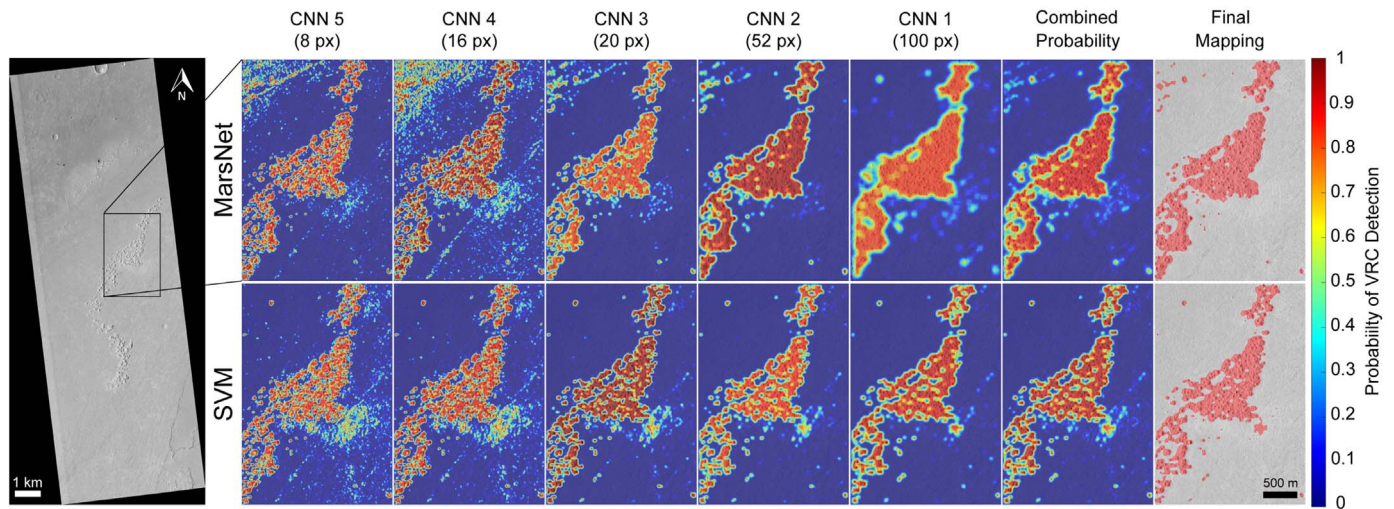 CNN 5
(8 px)
CNN 4
(16 px)
CNN 3
(20 px)
CNN 2
(52 px)
CNN 1
(100 px)
Combined
Probability
Final
Mapping
N
1 km
MarsNet
SVM
500 m
1
0.9
0.8
0.7
0.6
0.5
0.4
0.3
0.2
0.1
0
Probability of VRC Detection